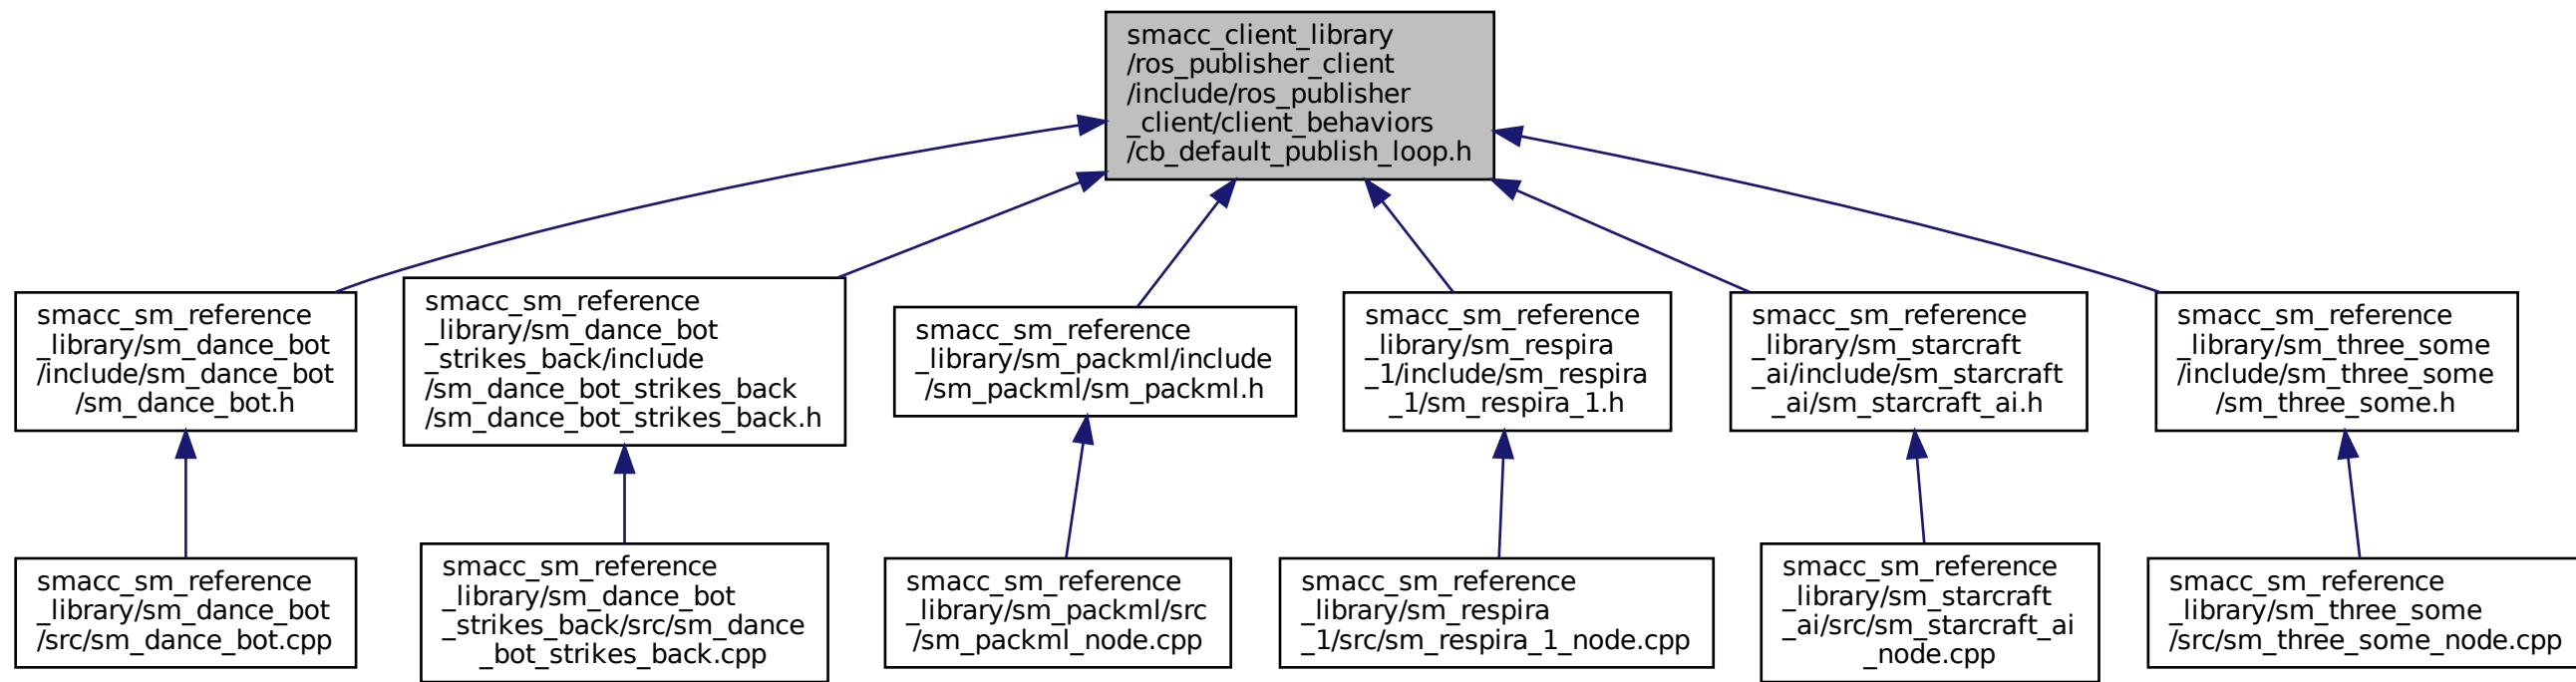 smacc_client_library
/ros_publisher_client
/include/ros_publisher
_client/client_behaviors
/cb_default_publish_loop.h
smacc_sm_reference
_library/sm_dance_bot
/include/sm_dance_bot
/sm_dance_bot.h
smacc_sm_reference
_library/sm_dance_bot
_strikes_back/include
/sm_dance_bot_strikes_back
/sm_dance_bot_strikes_back.h
smacc_sm_reference
_library/sm_packml/include
/sm_packml/sm_packml.h
smacc_sm_reference
_library/sm_respira
_1/include/sm_respira
_1/sm_respira_1.h
smacc_sm_reference
_library/sm_starcraft
_ai/include/sm_starcraft
_ai/sm_starcraft_ai.h
smacc_sm_reference
_library/sm_three_some
/include/sm_three_some
/sm_three_some.h
smacc_sm_reference
_library/sm_dance_bot
/src/sm_dance_bot.cpp
smacc_sm_reference
_library/sm_dance_bot
_strikes_back/src/sm_dance
_bot_strikes_back.cpp
smacc_sm_reference
_library/sm_packml/src
/sm_packml_node.cpp
smacc_sm_reference
_library/sm_respira
_1/src/sm_respira_1_node.cpp
smacc_sm_reference
_library/sm_starcraft
_ai/src/sm_starcraft_ai
_node.cpp
smacc_sm_reference
_library/sm_three_some
/src/sm_three_some_node.cpp